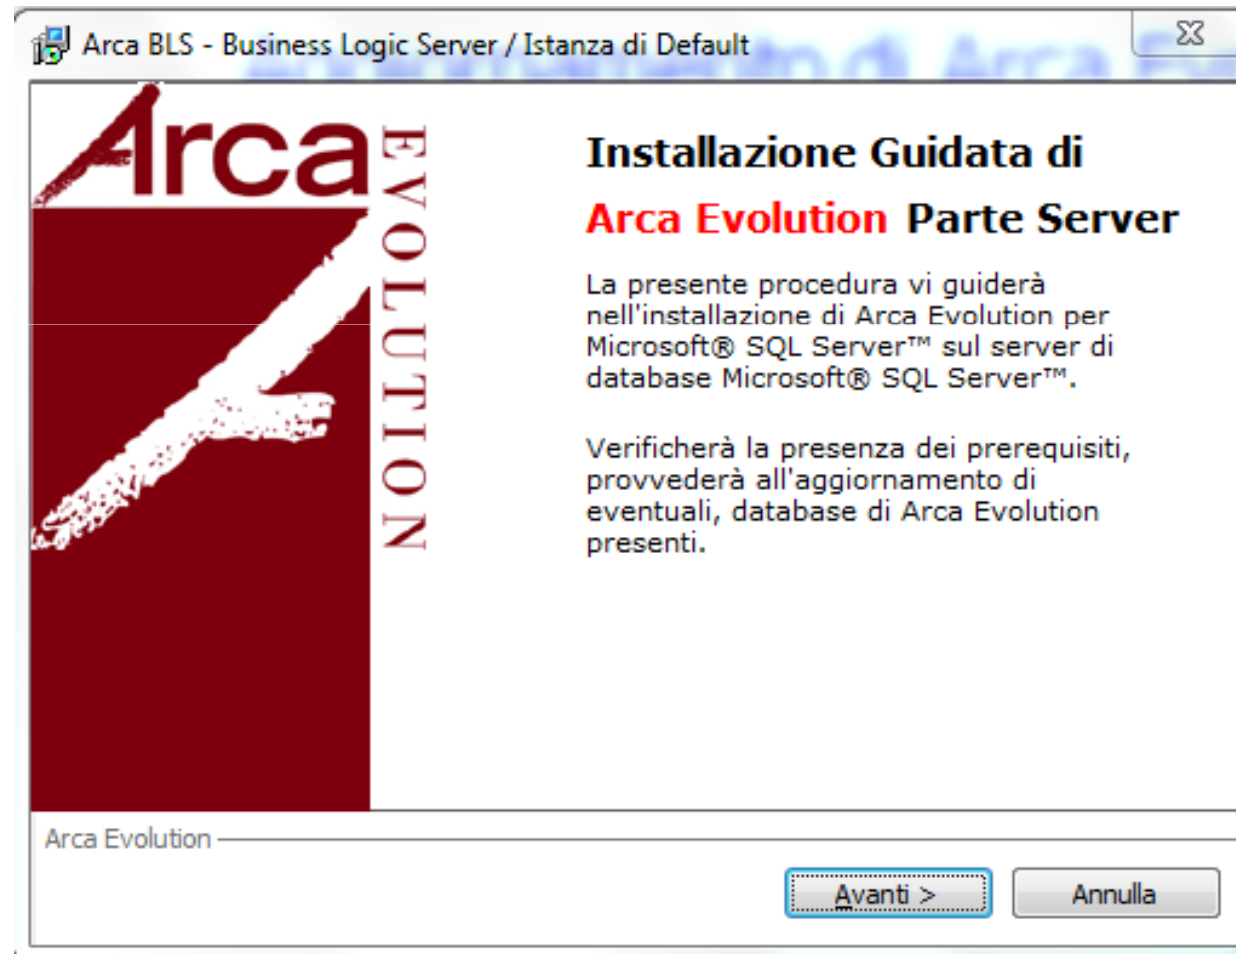 Arca BLS - Business Logic Server / Istanza di Default
Arca
EVOLUTION
Installazione Guidata di
Arca Evolution Parte Server
La presente procedura vi guiderà
nell'installazione di Arca Evolution per
Microsoft® SQL Server™ sul server di
database Microsoft® SQL Server™.
Verificherà la presenza dei prerequisiti,
provvederà all'aggiornamento di
eventuali, database di Arca Evolution
presenti.
Arca Evolution
Avanti >
Annulla